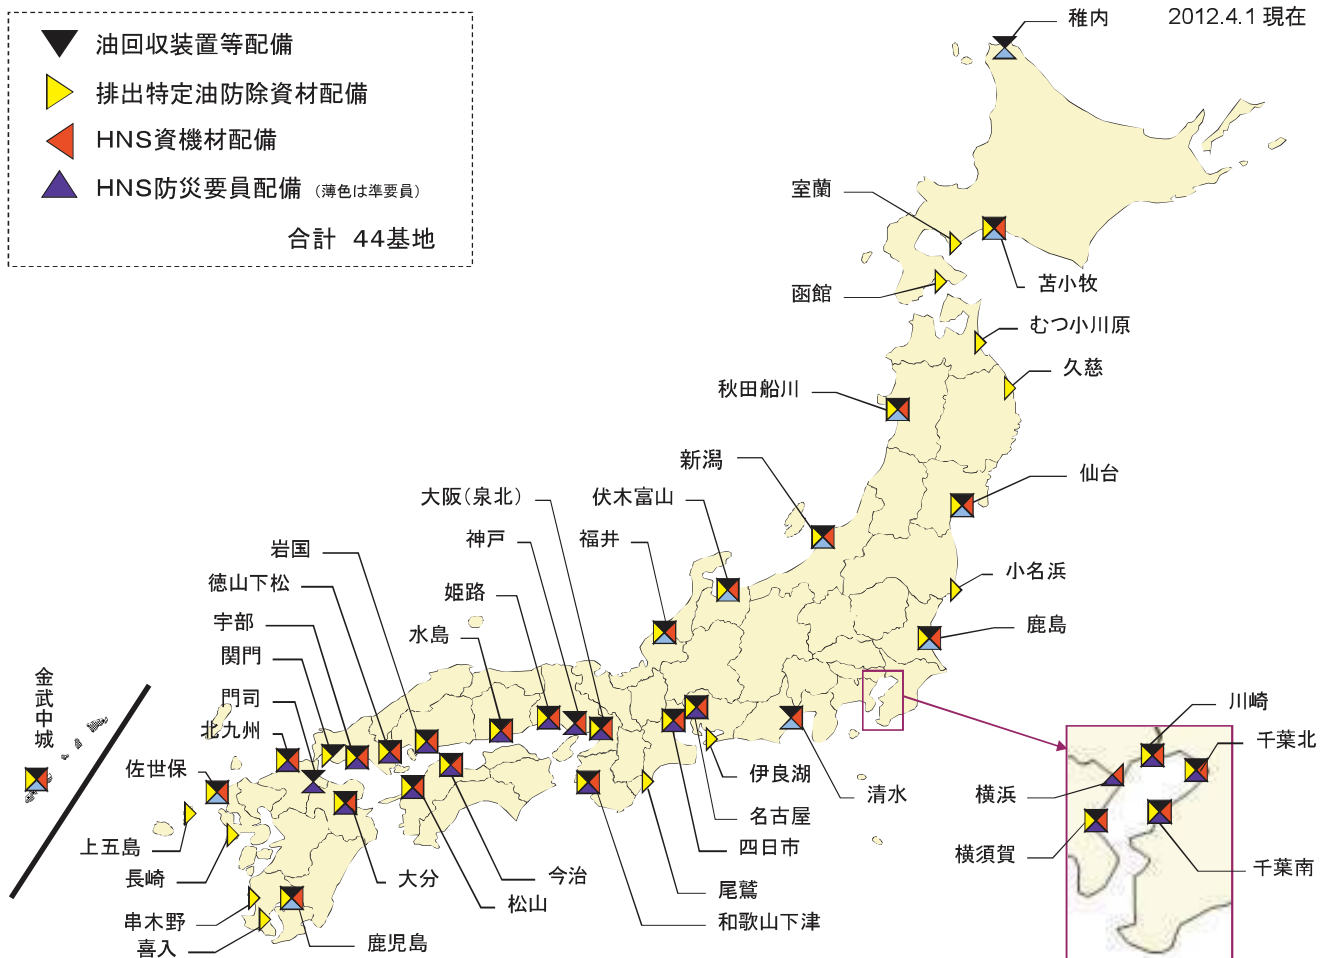 2012.4.1 現在
油回収装置等配備
排出特定油防除資材配備
HNS資機材配備
HNS防災要員配備 (薄色は準要員)
合計 44基地
稚内
室蘭
苫小牧
函館
むつ小川原
久慈
秋田船川
新潟
仙台
大阪(泉北)
伏木富山
神戸
福井
岩国
小名浜
徳山下松
姫路
宇部
水島
鹿島
関門
金武中城
門司
北九州
川崎
千葉北
佐世保
伊良湖
清水
横浜
名古屋
上五島
四日市
横須賀
千葉南
長崎
大分
今治
尾鷲
松山
串木野
和歌山下津
喜入
鹿児島